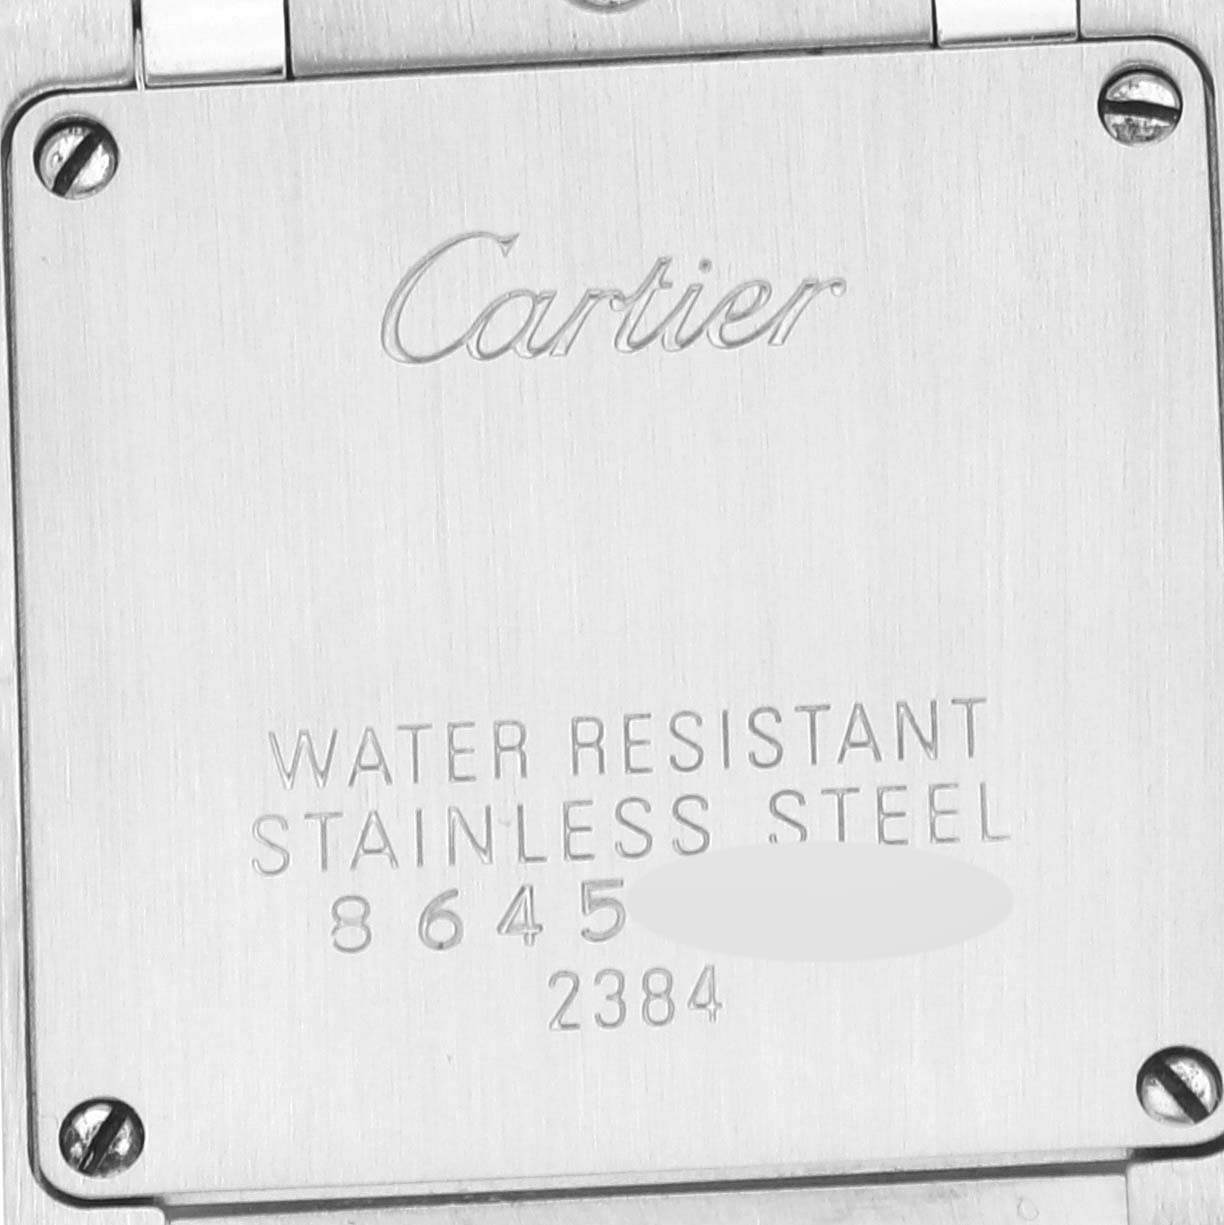 Cartier
WATER RESISTANT
STAINLESS STEEL
8645
2384